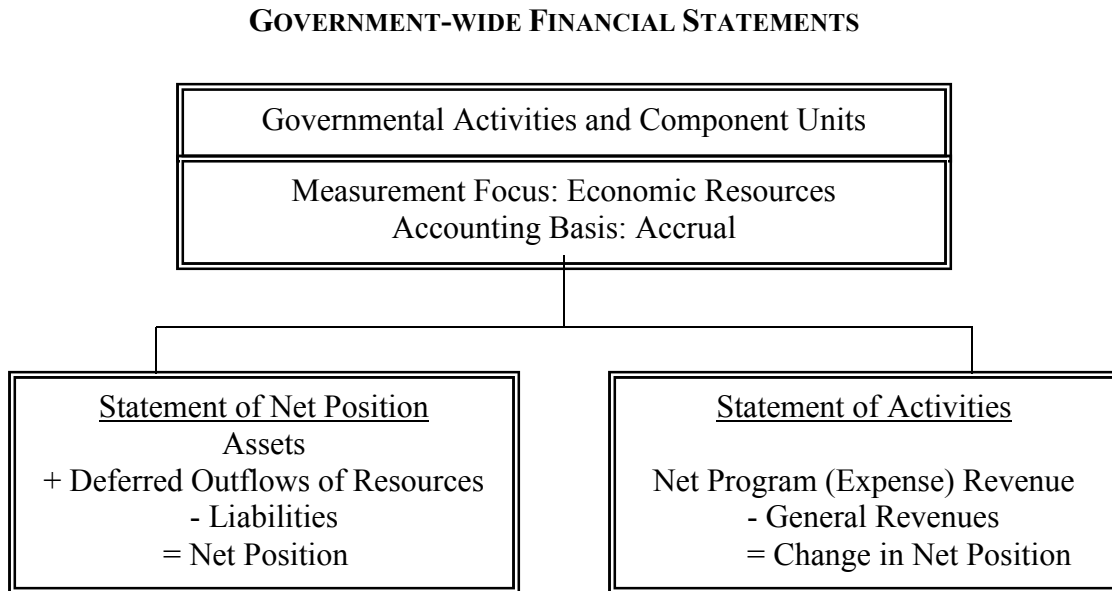 GOVERNMENT-WIDE FINANCIAL STATEMENTS
Governmental Activities and Component Units
Measurement Focus: Economic Resources
Accounting Basis: Accrual
Statement of Net Position
Assets
+ Deferred Outflows of Resources
- Liabilities
= Net Position
Statement of Activities
Net Program (Expense) Revenue
- General Revenues
= Change in Net Position